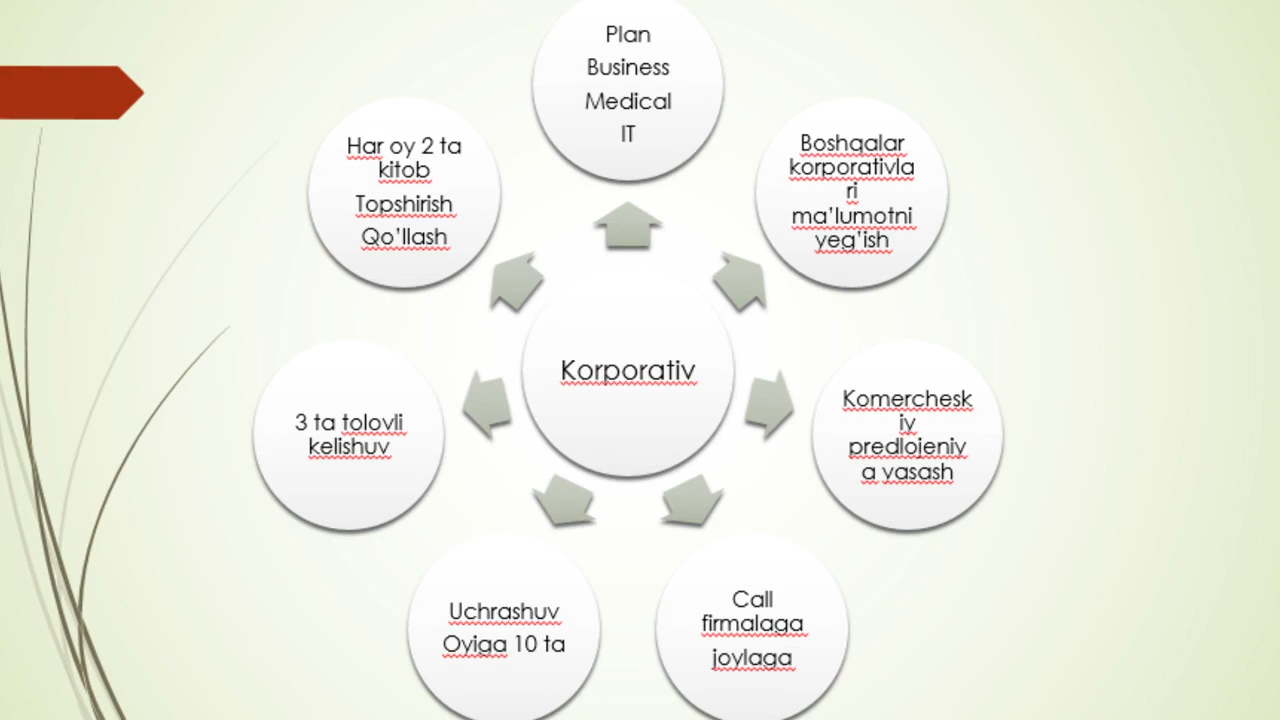 Plan
Business
Medical
IT
Boshqalar
korporativla
ri
ma'lumotni
yeg'ish
Komerchesk
iy
predlojeniy
a yasash
Call
firmalaga
joylaga
Uchrashuv
Oyiga 10 ta
3 ta tolovli
kelishuv
Har oy 2 ta
kitob
Topshirish
Qo'llash
Korporativ